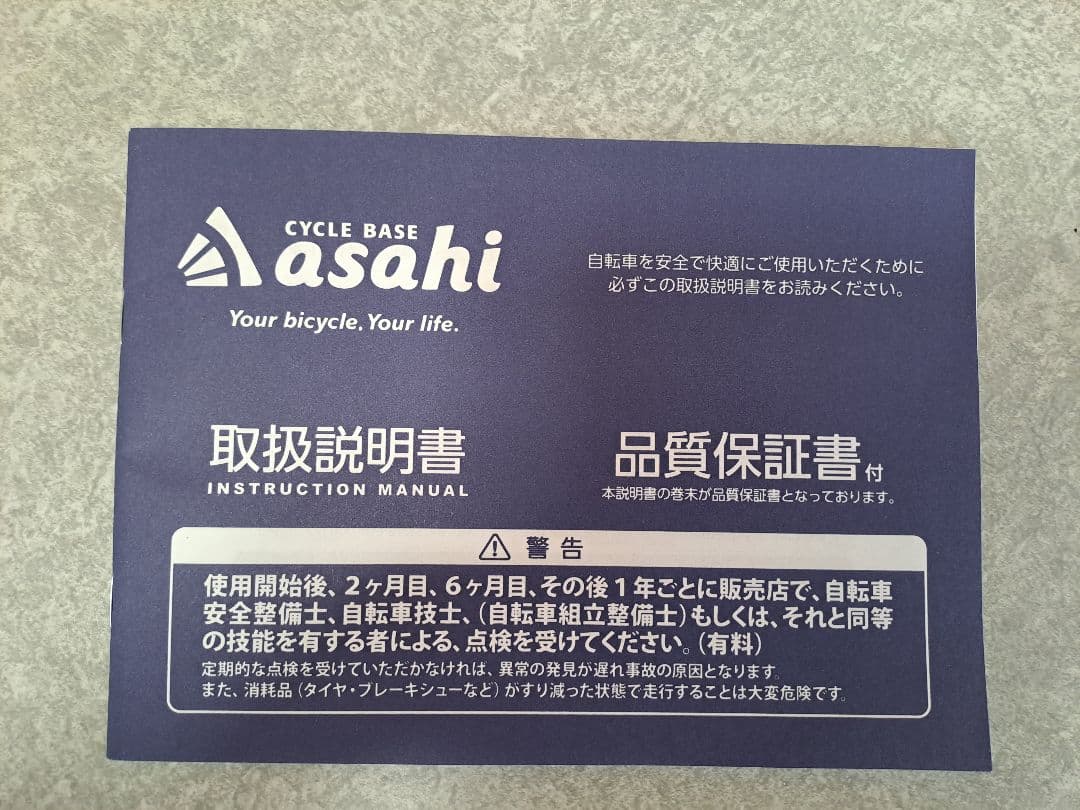 CYCLE BASE
asahi
Your bicycle. Your life.
自転車を安全で快適にご使用いただくために
必ずこの取扱説明書をお読みください。
取扱説明書
INSTRUCTION MANUAL
品質保証書付
本説明書の巻末が品質保証書となっております。
警告
使用開始後、2ヶ月目、6ヶ月目、その後1年ごとに販売店で、自転車
安全整備士、自転車技士、(自転車組立整備士)もしくは、それと同等
の技能を有する者による、点検を受けてください。(有料)
定期的な点検を受けていただかなければ、異常の発見が遅れ事故の原因となります。
また、消耗品(タイヤ・ブレーキシューなど)がすり減った状態で走行することは大変危険です。